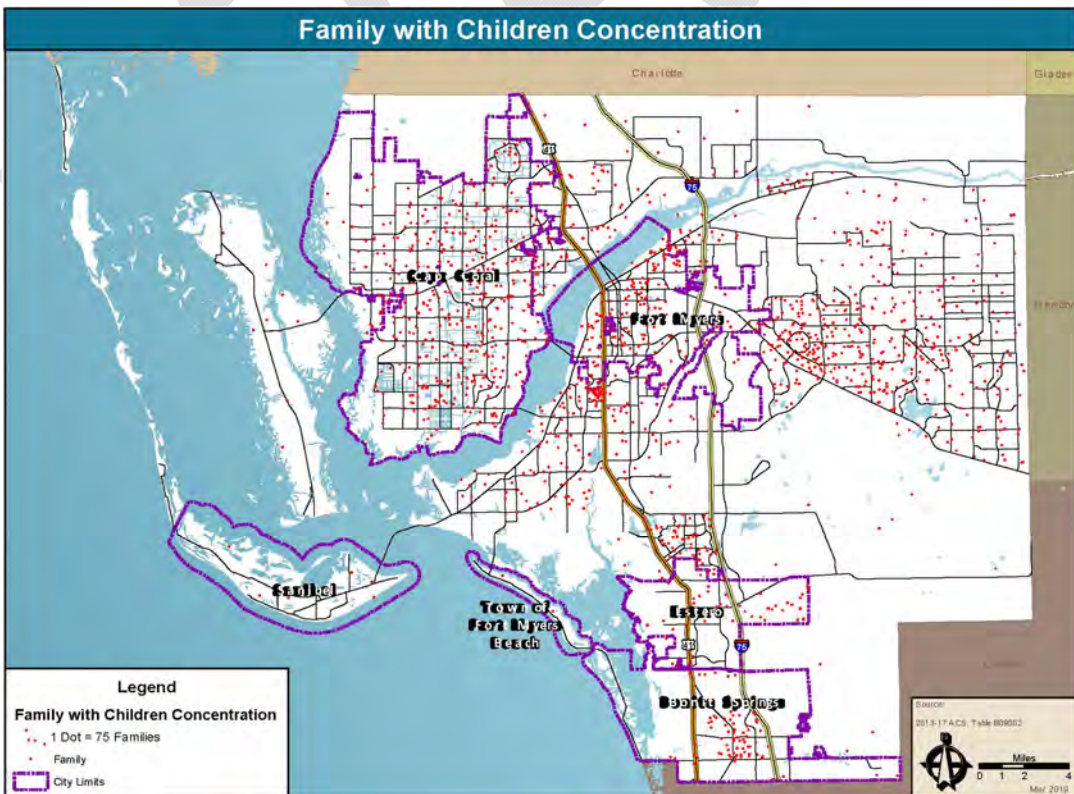 Family with Children Concentration
Charlotte
Glades
41
75
Cape Coral
Fort Myers
Hendry
Sanibel
Town of
Fort Myers
Beach
Estero
41
75
Bonita Springs
Collier
Legend
Family with Children Concentration
1 Dot = 75 Families
Family
City Limits
Source:
2013-17 ACS, Table B09002
Miles
0 1 2 4
Mar 2019